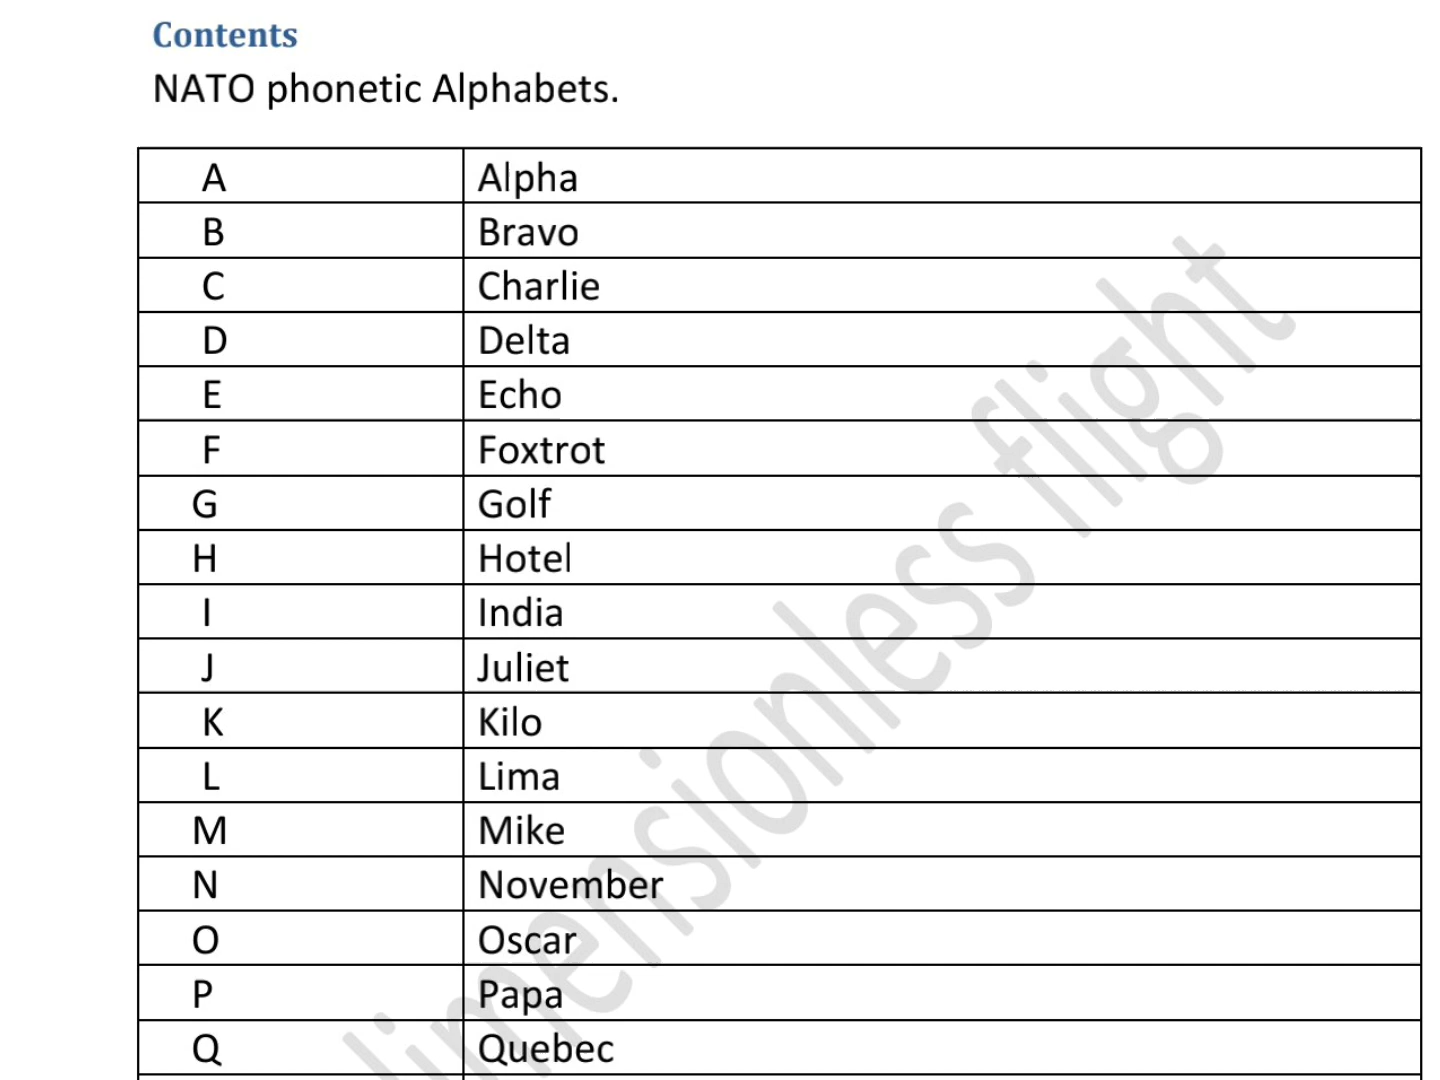 Contents
NATO phonetic Alphabets.
A Alpha
B Bravo
C Charlie
D Delta
E Echo
F Foxtrot
G Golf
H Hotel
I India
J Juliet
K Kilo
L Lima
M Mike
N November
O Oscar
P Papa
Q Quebec
imensionless flight